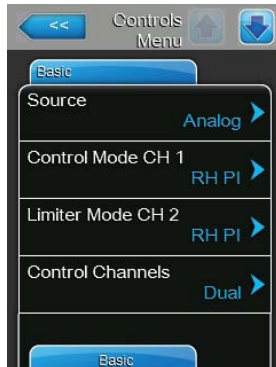 <<
Controls
Menu
Basic
Source
Analog
Control Mode CH 1
RH PI
Limiter Mode CH 2
RH PI
Control Channels
Dual
Basic